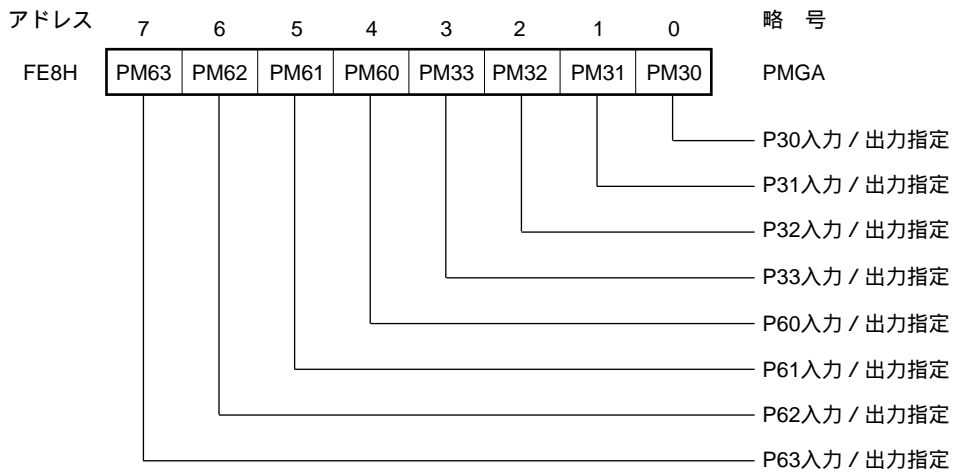 アドレス 7 6 5 4 3 2 1 0 略 号
FE8H PM63 PM62 PM61 PM60 PM33 PM32 PM31 PM30 PMGA
P30入力 / 出力指定
P31入力 / 出力指定
P32入力 / 出力指定
P33入力 / 出力指定
P60入力 / 出力指定
P61入力 / 出力指定
P62入力 / 出力指定
P63入力 / 出力指定